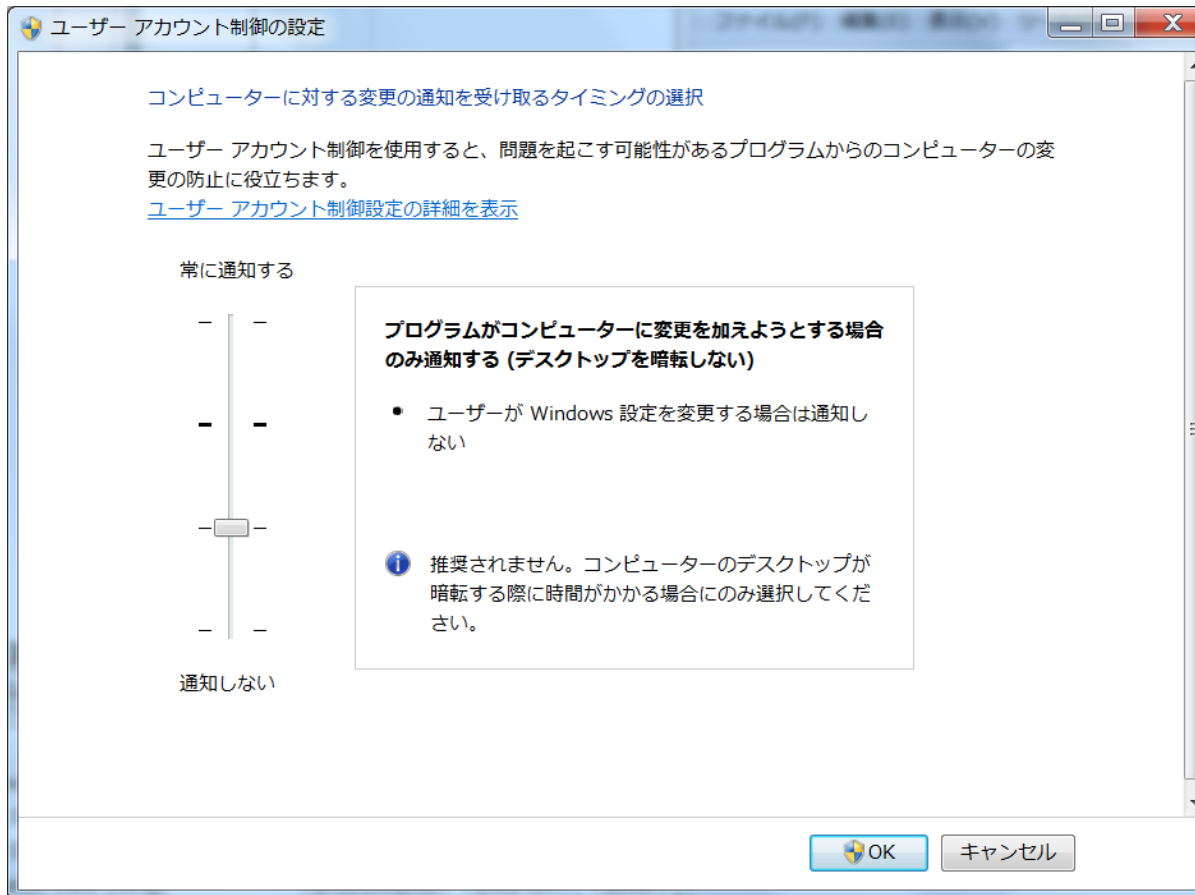 ユーザー アカウント制御の設定
コンピューターに対する変更の通知を受け取るタイミングの選択
ユーザー アカウント制御を使用すると、問題を起こす可能性があるプログラムからのコンピューターの変
更の防止に役立ちます。
ユーザー アカウント制御設定の詳細を表示
常に通知する
プログラムがコンピューターに変更を加えようとする場合
のみ通知する (デスクトップを暗転しない)
● ユーザーが Windows 設定を変更する場合は通知し
ない
推奨されません。コンピューターのデスクトップが
暗転する際に時間がかかる場合にのみ選択してくだ
さい。
通知しない
OK
キャンセル